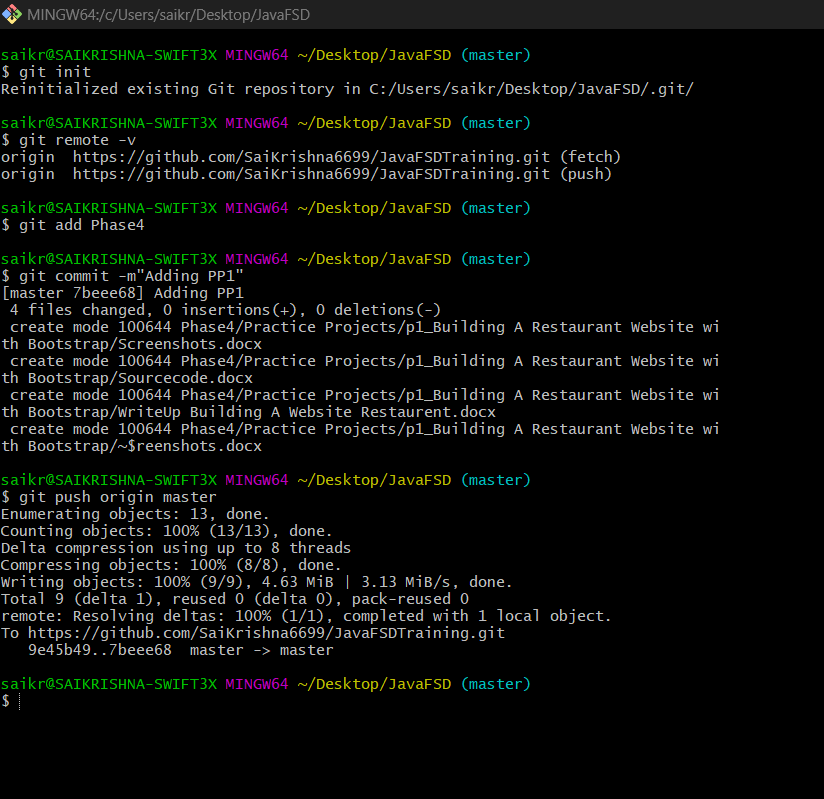 MINGW64:/c/Users/saikr/Desktop/JavaFSD
saikr@SAIKRISHNA-SWIFT3X MINGW64 ~/Desktop/JavaFSD (master)
$ git init
Reinitialized existing Git repository in C:/Users/saikr/Desktop/JavaFSD/.git/
saikr@SAIKRISHNA-SWIFT3X MINGW64 ~/Desktop/JavaFSD (master)
$ git remote -v
origin  https://github.com/SaiKrishna6699/JavaFSDTraining.git (fetch)
origin  https://github.com/SaiKrishna6699/JavaFSDTraining.git (push)
saikr@SAIKRISHNA-SWIFT3X MINGW64 ~/Desktop/JavaFSD (master)
$ git add Phase4
saikr@SAIKRISHNA-SWIFT3X MINGW64 ~/Desktop/JavaFSD (master)
$ git commit -m"Adding PP1"
[master 7beee68] Adding PP1
 4 files changed, 0 insertions(+), 0 deletions(-)
 create mode 100644 Phase4/Practice Projects/p1_Building A Restaurant Website wi
th Bootstrap/Screenshots.docx
 create mode 100644 Phase4/Practice Projects/p1_Building A Restaurant Website wi
th Bootstrap/Sourcecode.docx
 create mode 100644 Phase4/Practice Projects/p1_Building A Restaurant Website wi
th Bootstrap/WriteUp Building A Website Restaurent.docx
 create mode 100644 Phase4/Practice Projects/p1_Building A Restaurant Website wi
th Bootstrap/~$reenshots.docx
saikr@SAIKRISHNA-SWIFT3X MINGW64 ~/Desktop/JavaFSD (master)
$ git push origin master
Enumerating objects: 13, done.
Counting objects: 100% (13/13), done.
Delta compression using up to 8 threads
Compressing objects: 100% (8/8), done.
Writing objects: 100% (9/9), 4.63 MiB | 3.13 MiB/s, done.
Total 9 (delta 1), reused 0 (delta 0), pack-reused 0
remote: Resolving deltas: 100% (1/1), completed with 1 local object.
To https://github.com/SaiKrishna6699/JavaFSDTraining.git
   9e45b49..7beee68  master -> master
saikr@SAIKRISHNA-SWIFT3X MINGW64 ~/Desktop/JavaFSD (master)
$